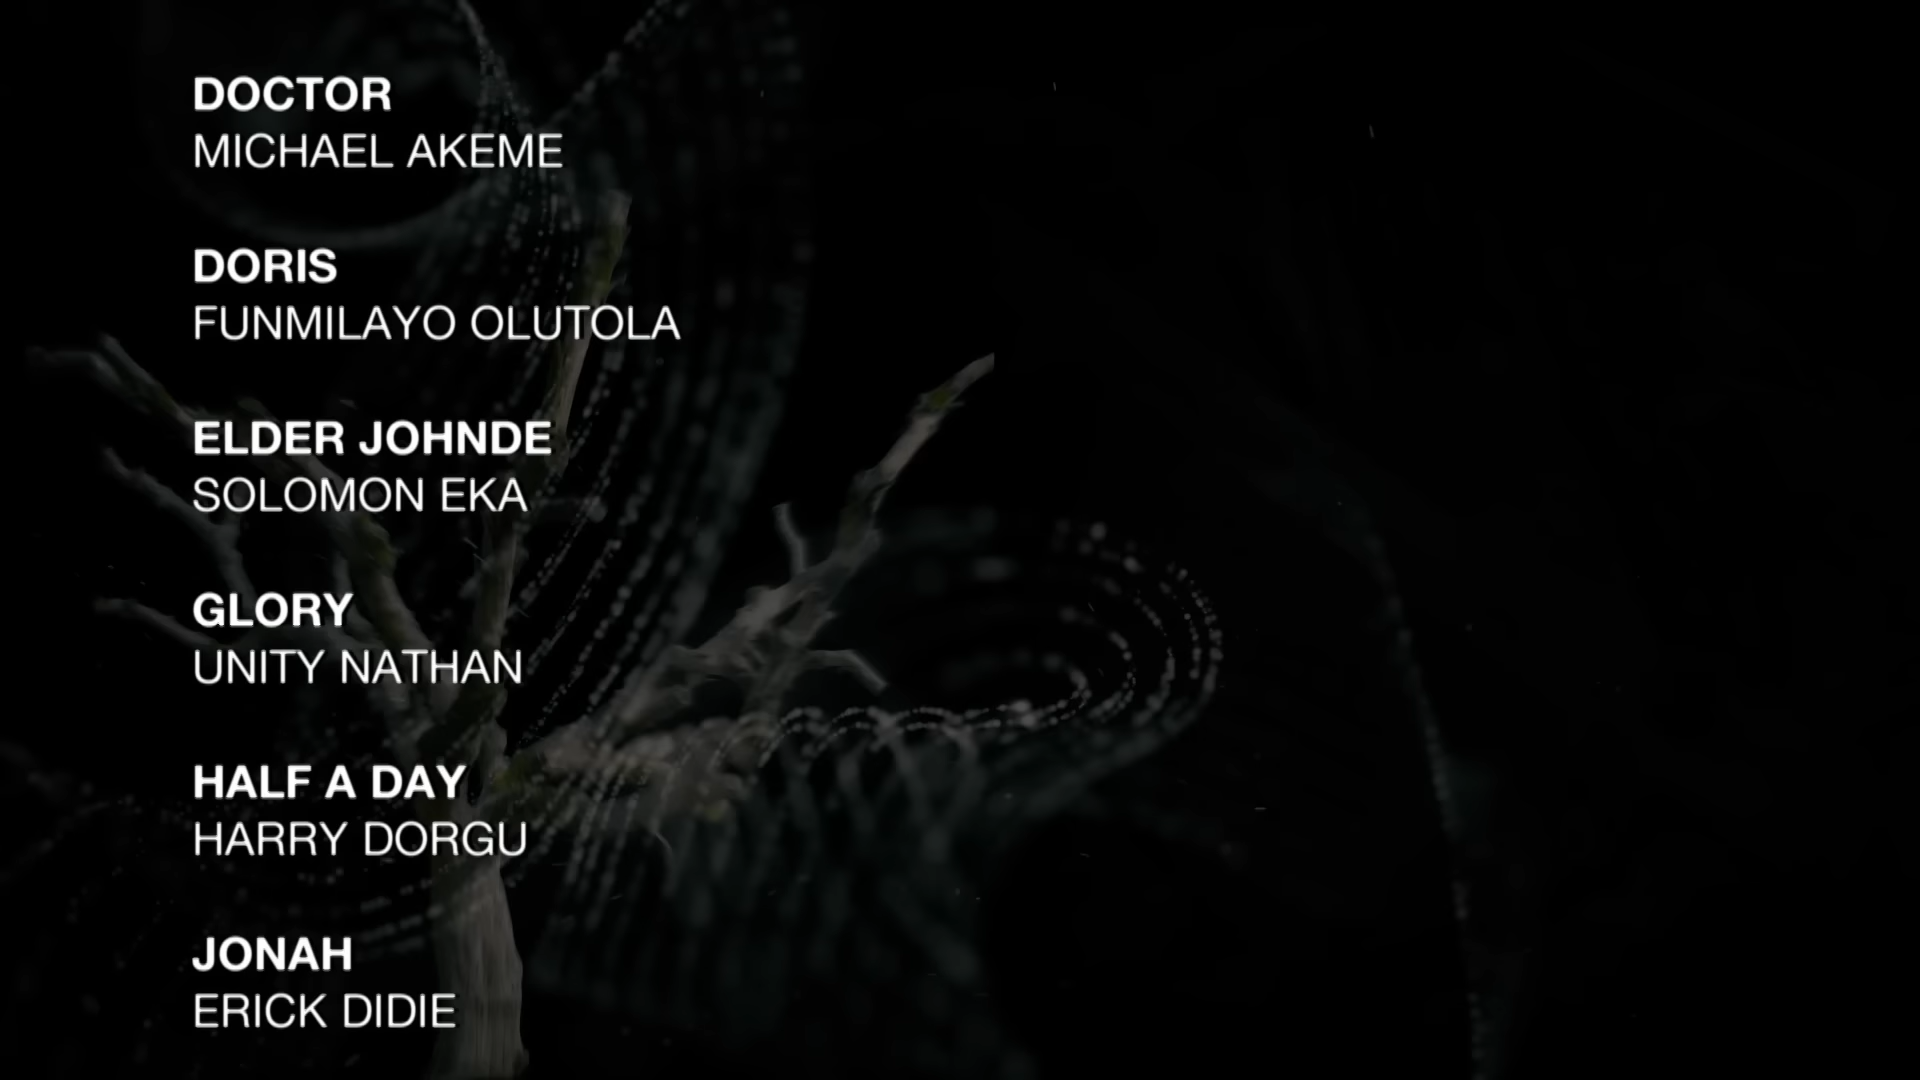 DOCTOR
MICHAEL AKEME
DORIS
FUNMILAYO OLUTOLA
ELDER JOHNDE
SOLOMON EKA
GLORY
UNITY NATHAN
HALF A DAY
HARRY DORGU
JONAH
ERICK DIDIE